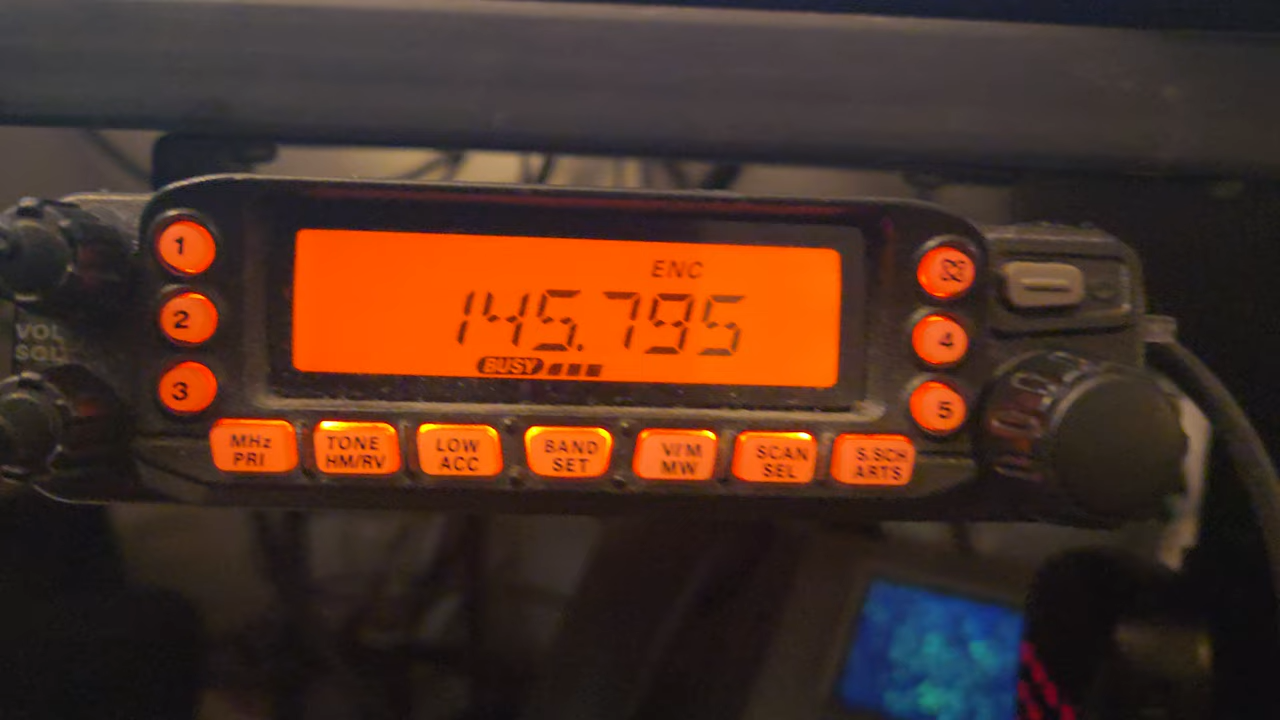 ENC
145.795
BUSY
VOL
SQL
1
2
3
4
5
MHz
PRI
TONE
HM/RV
LOW
ACC
BAND
SET
V/M
MW
SCAN
SEL
S.SCH
ARTS